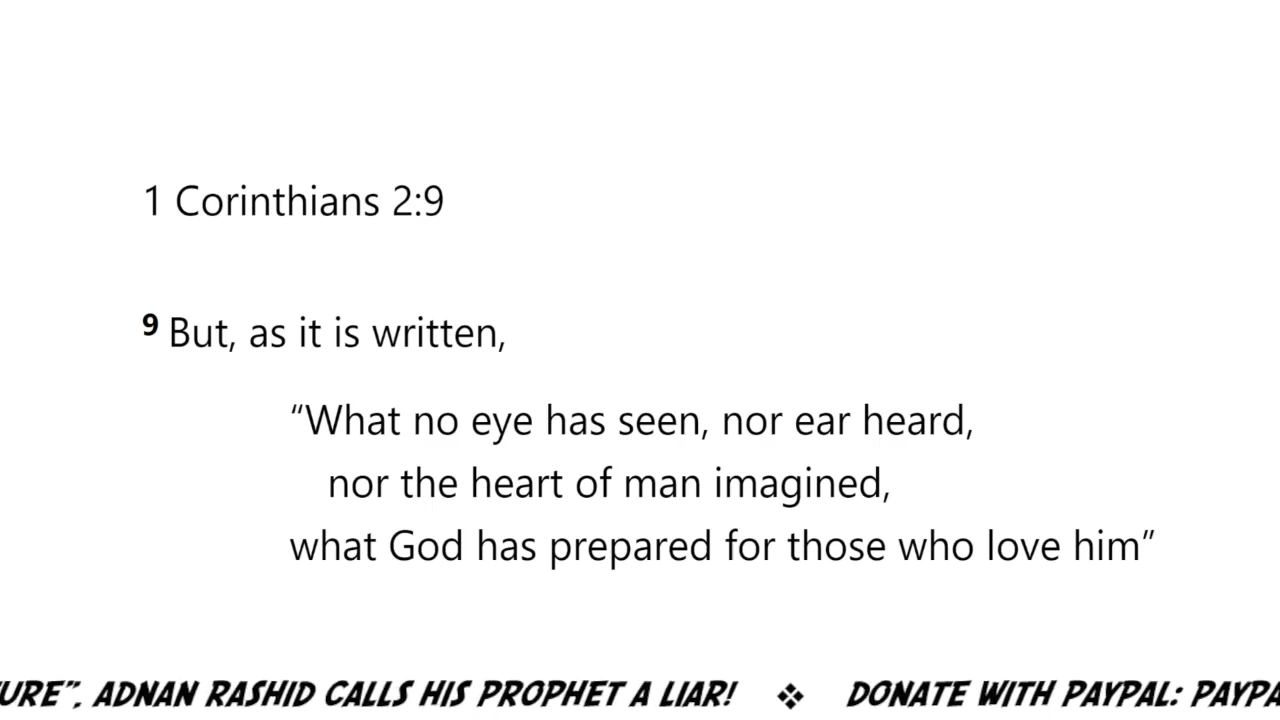 1 Corinthians 2:9
9 But, as it is written,
“What no eye has seen, nor ear heard,
nor the heart of man imagined,
what God has prepared for those who love him”
URE”, ADNAN RASHID CALLS HIS PROPHET A LIAR! ❖ DONATE WITH PAYPAL: PAYPA